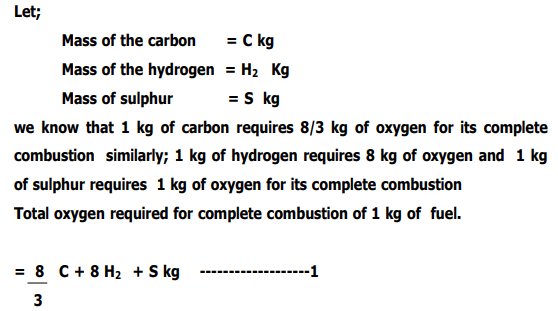 Let;
Mass of the carbon = C kg
Mass of the hydrogen = H₂ Kg
Mass of sulphur = S kg
we know that 1 kg of carbon requires 8/3 kg of oxygen for its complete
combustion similarly; 1 kg of hydrogen requires 8 kg of oxygen and 1 kg
of sulphur requires 1 kg of oxygen for its complete combustion
Total oxygen required for complete combustion of 1 kg of fuel.
= 8 C + 8 H₂ + S kg -------------------1
3